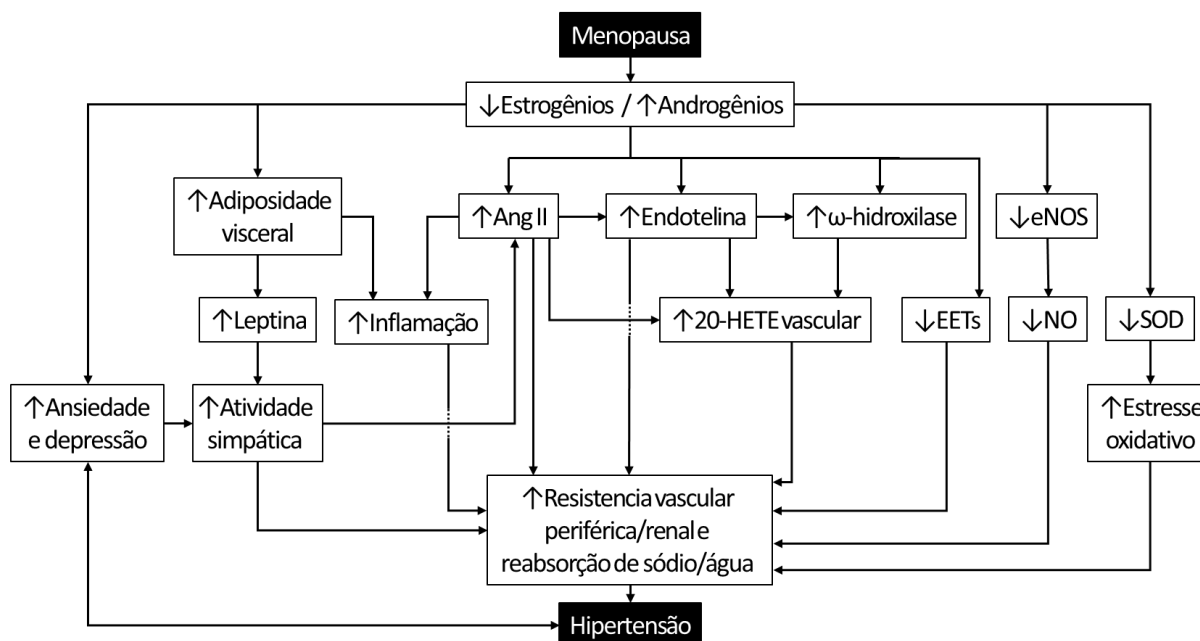 Menopausa
↓Estrogênios / ↑Androgênios
↑Adiposidade
visceral
↑Ang II
↑Endotelina
↑ω-hidroxilase
↓eNOS
↑Leptina
↑Inflamação
↑20-HETE vascular
↓EETs
↓NO
↓SOD
↑Ansiedade
e depressão
↑Atividade
simpática
↑Estresse
oxidativo
↑Resistencia vascular
periférica/renal e
reabsorção de sódio/água
Hipertensão